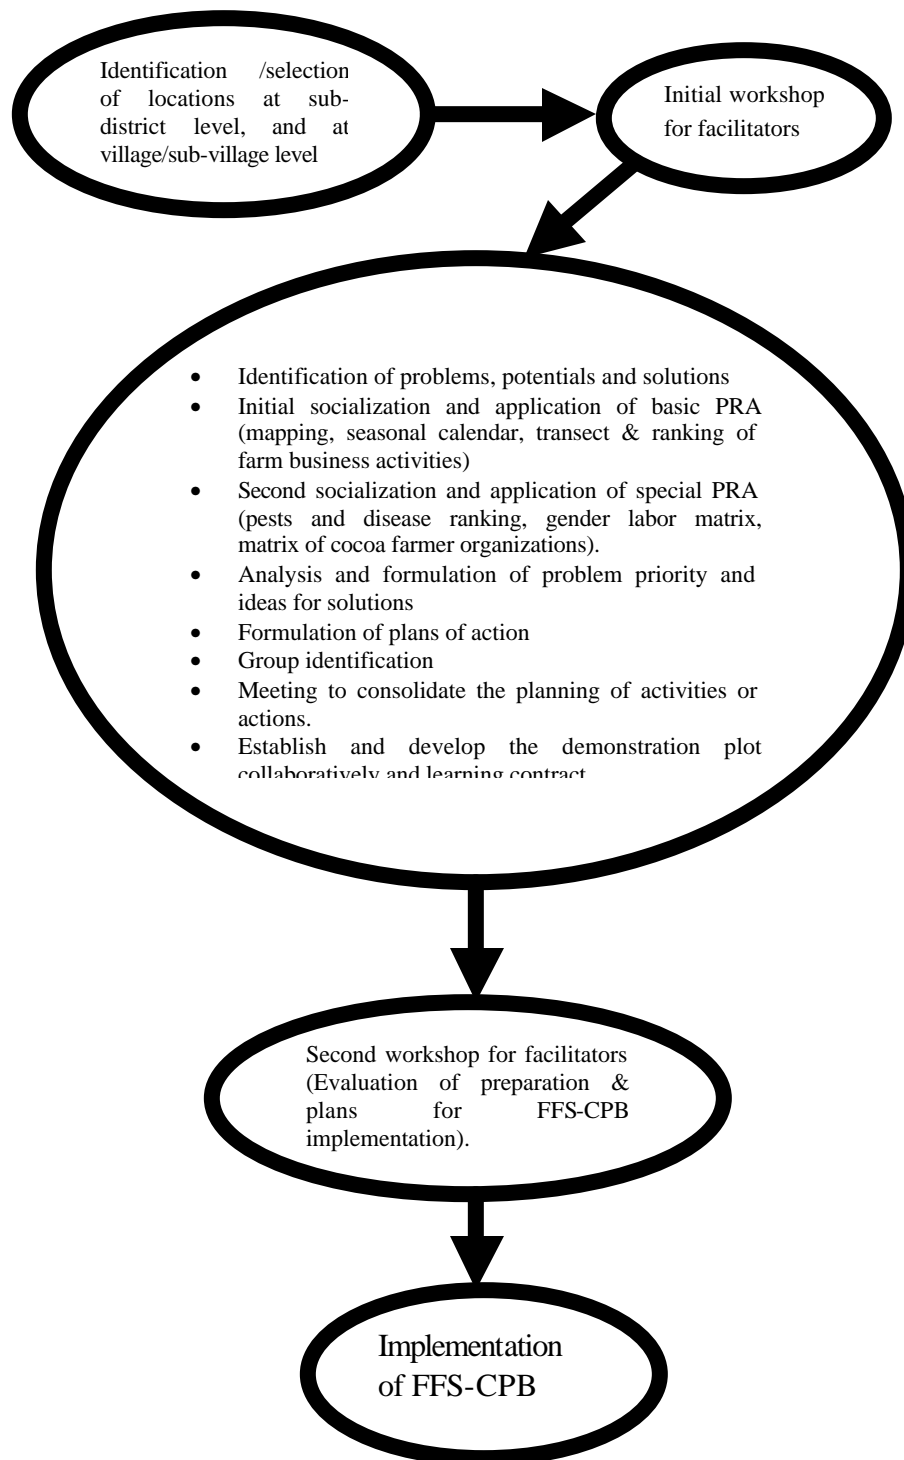 Identification /selection
of locations at sub-
district level, and at
village/sub-village level
Initial workshop
for facilitators
• Identification of problems, potentials and solutions
• Initial socialization and application of basic PRA
(mapping, seasonal calendar, transect & ranking of
farm business activities)
• Second socialization and application of special PRA
(pests and disease ranking, gender labor matrix,
matrix of cocoa farmer organizations).
• Analysis and formulation of problem priority and
ideas for solutions
• Formulation of plans of action
• Group identification
• Meeting to consolidate the planning of activities or
actions.
• Establish and develop the demonstration plot
collaboratively and learning contract
Second workshop for facilitators
(Evaluation of preparation &
plans for FFS-CPB
implementation).
Implementation
of FFS-CPB